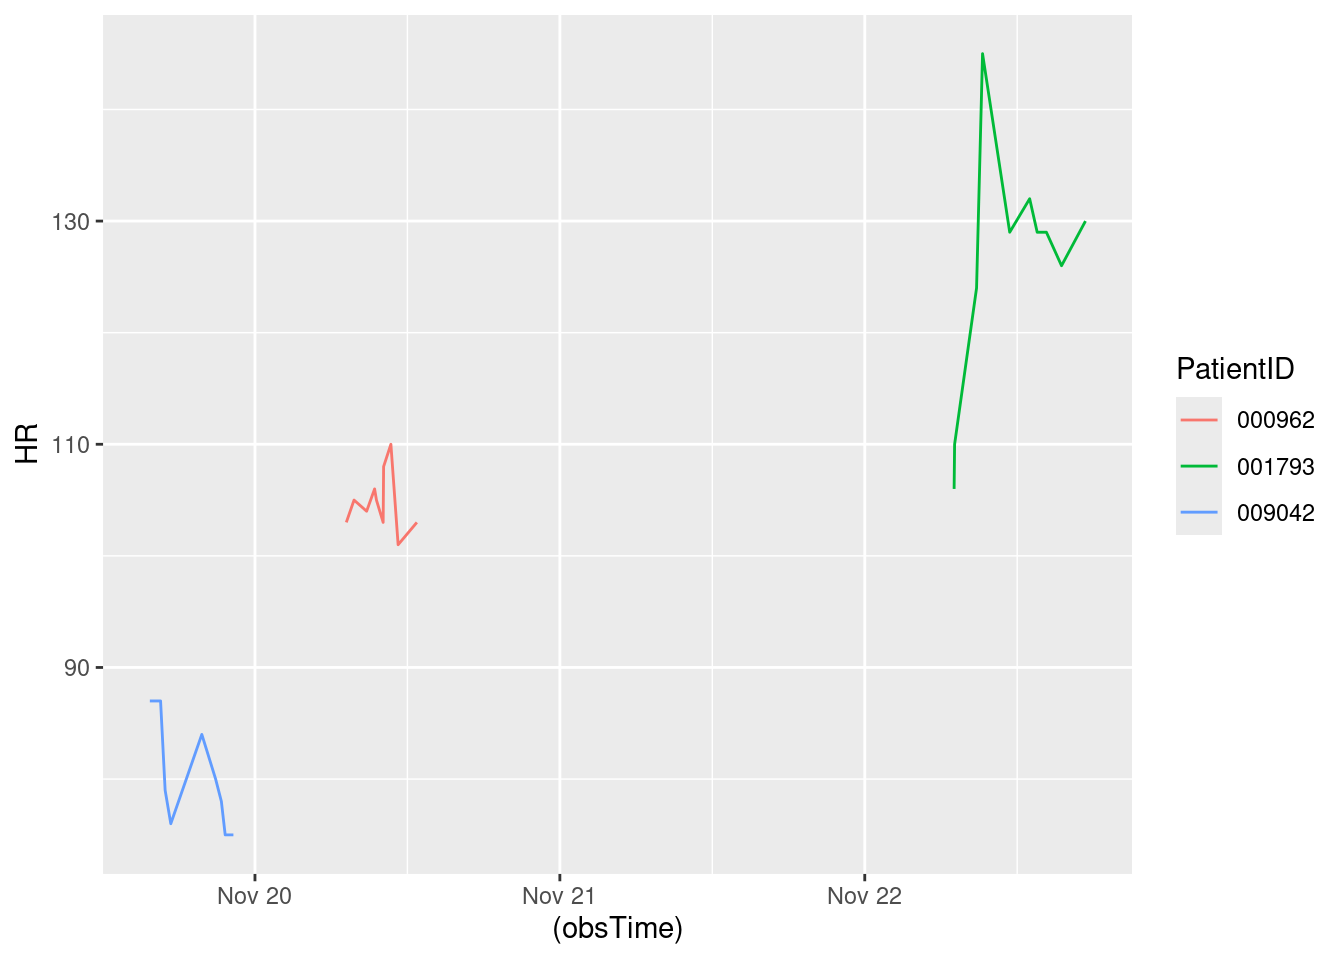 HR
130
110
90
Nov 20
Nov 21
Nov 22
(obsTime)
PatientID
000962
001793
009042